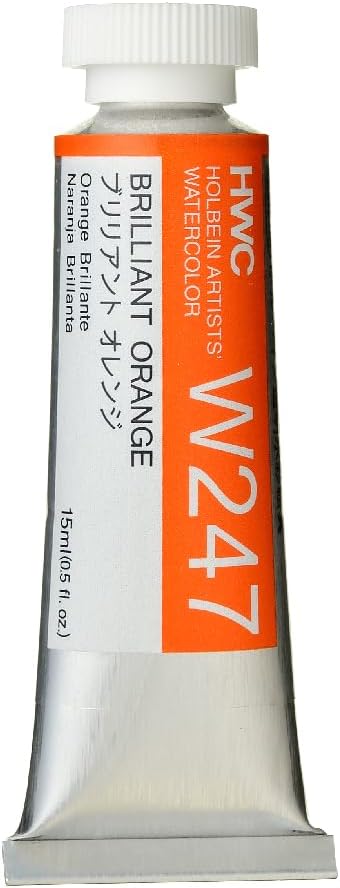 HWC
HOLBEIN ARTISTS'
WATERCOLOR
W247
BRILLIANT ORANGE
ブリリアント オレンジ
Orange Brillante
Naranja Brillanta
15ml(0.5 fl. oz.)